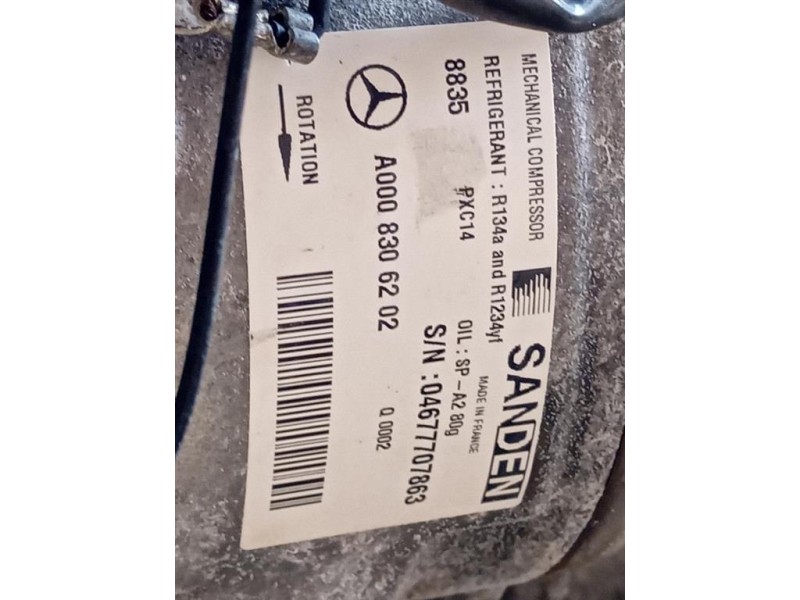 MECHANICAL COMPRESSOR
SANDEN
REFRIGERANT : R134a and R1234yf
MADE IN FRANCE
8835
PXC14
OIL : SP - A2 80g
S/N : 04677707863
A000 830 62 02
Q 0002
ROTATION